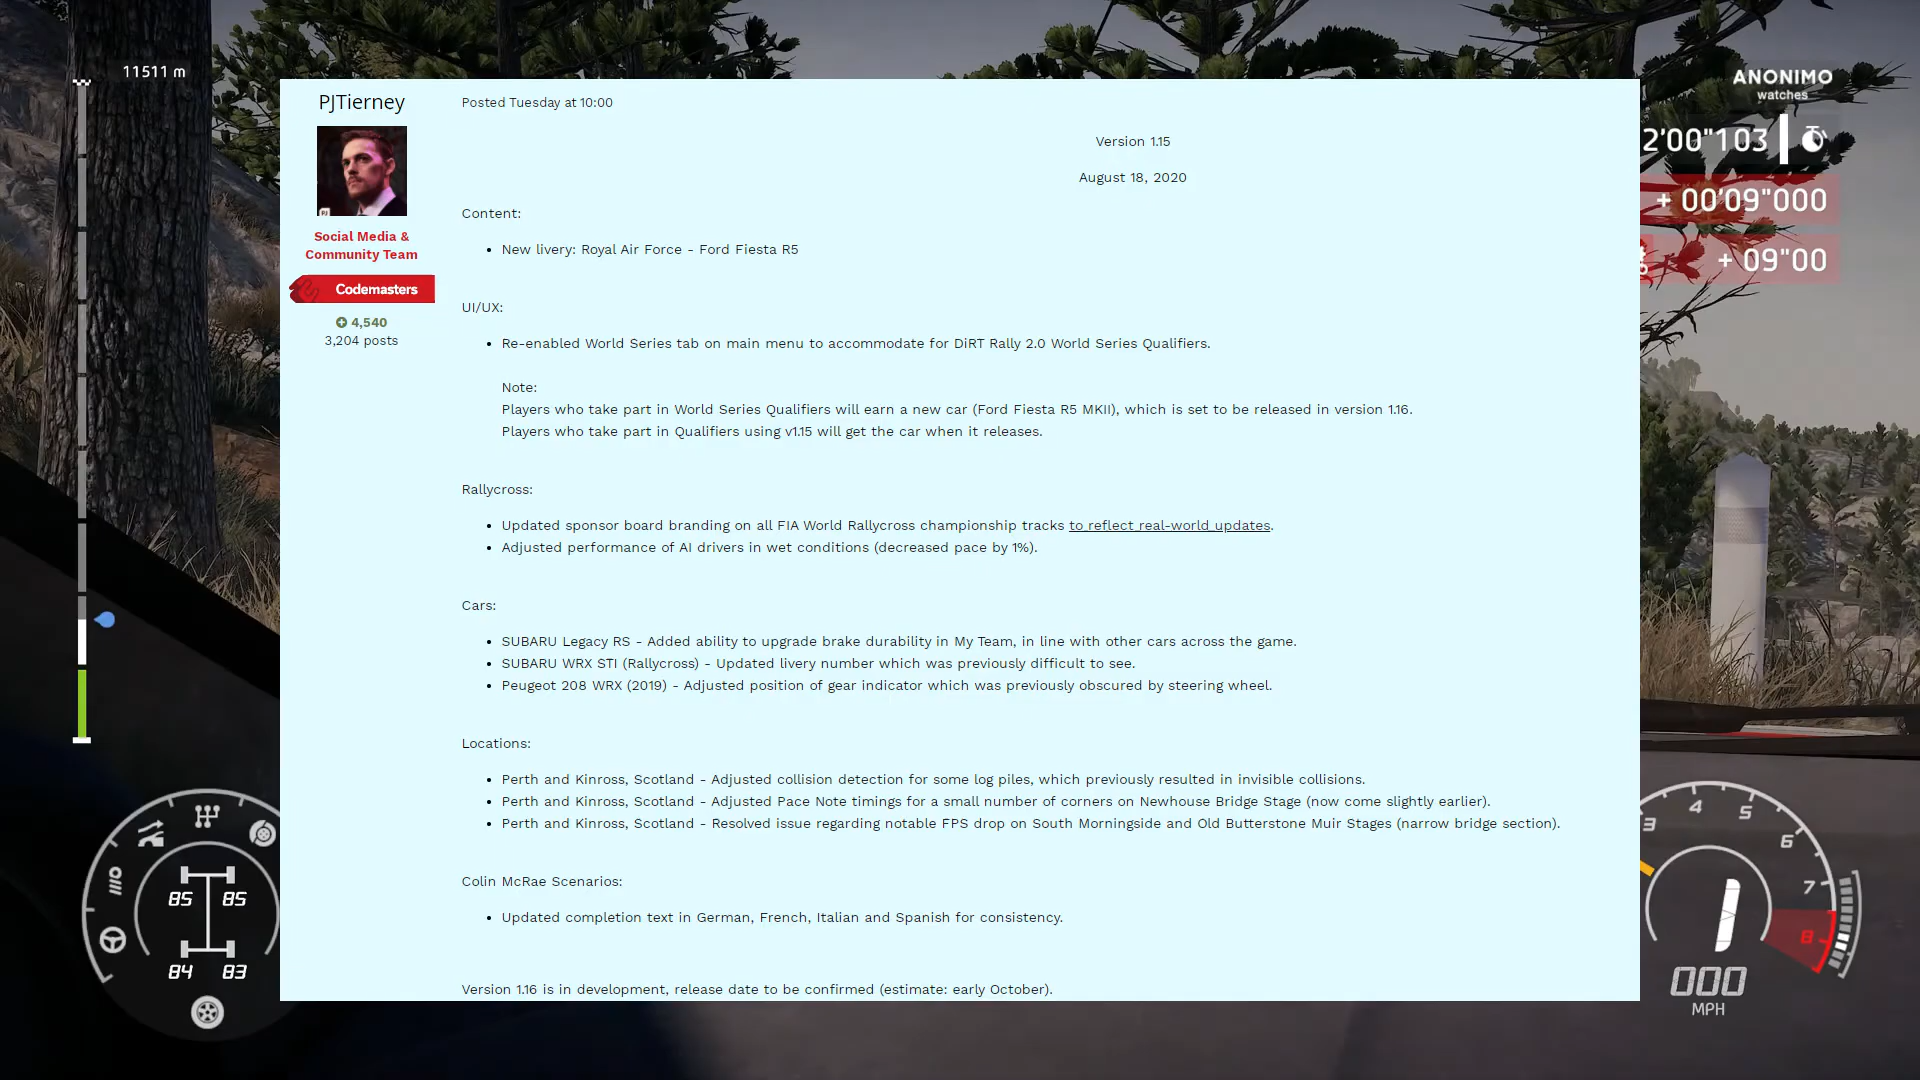 11511 m
ANONIMO
watches
2'00"103
+ 00'09"000
+ 09"00
PJTierney
Social Media &
Community Team
Codemasters
4,540
3,204 posts
Posted Tuesday at 10:00
Version 1.15
August 18, 2020
Content:
• New livery: Royal Air Force - Ford Fiesta R5
UI/UX:
• Re-enabled World Series tab on main menu to accommodate for DiRT Rally 2.0 World Series Qualifiers.
Note:
Players who take part in World Series Qualifiers will earn a new car (Ford Fiesta R5 MKII), which is set to be released in version 1.16.
Players who take part in Qualifiers using v1.15 will get the car when it releases.
Rallycross:
• Updated sponsor board branding on all FIA World Rallycross championship tracks to reflect real-world updates.
• Adjusted performance of AI drivers in wet conditions (decreased pace by 1%).
Cars:
• SUBARU Legacy RS - Added ability to upgrade brake durability in My Team, in line with other cars across the game.
• SUBARU WRX STI (Rallycross) - Updated livery number which was previously difficult to see.
• Peugeot 208 WRX (2019) - Adjusted position of gear indicator which was previously obscured by steering wheel.
Locations:
• Perth and Kinross, Scotland - Adjusted collision detection for some log piles, which previously resulted in invisible collisions.
• Perth and Kinross, Scotland - Adjusted Pace Note timings for a small number of corners on Newhouse Bridge Stage (now come slightly earlier).
• Perth and Kinross, Scotland - Resolved issue regarding notable FPS drop on South Morningside and Old Butterstone Muir Stages (narrow bridge section).
Colin McRae Scenarios:
• Updated completion text in German, French, Italian and Spanish for consistency.
Version 1.16 is in development, release date to be confirmed (estimate: early October).
85 85
84 83
3 4 5 6 7 8
1
000
MPH